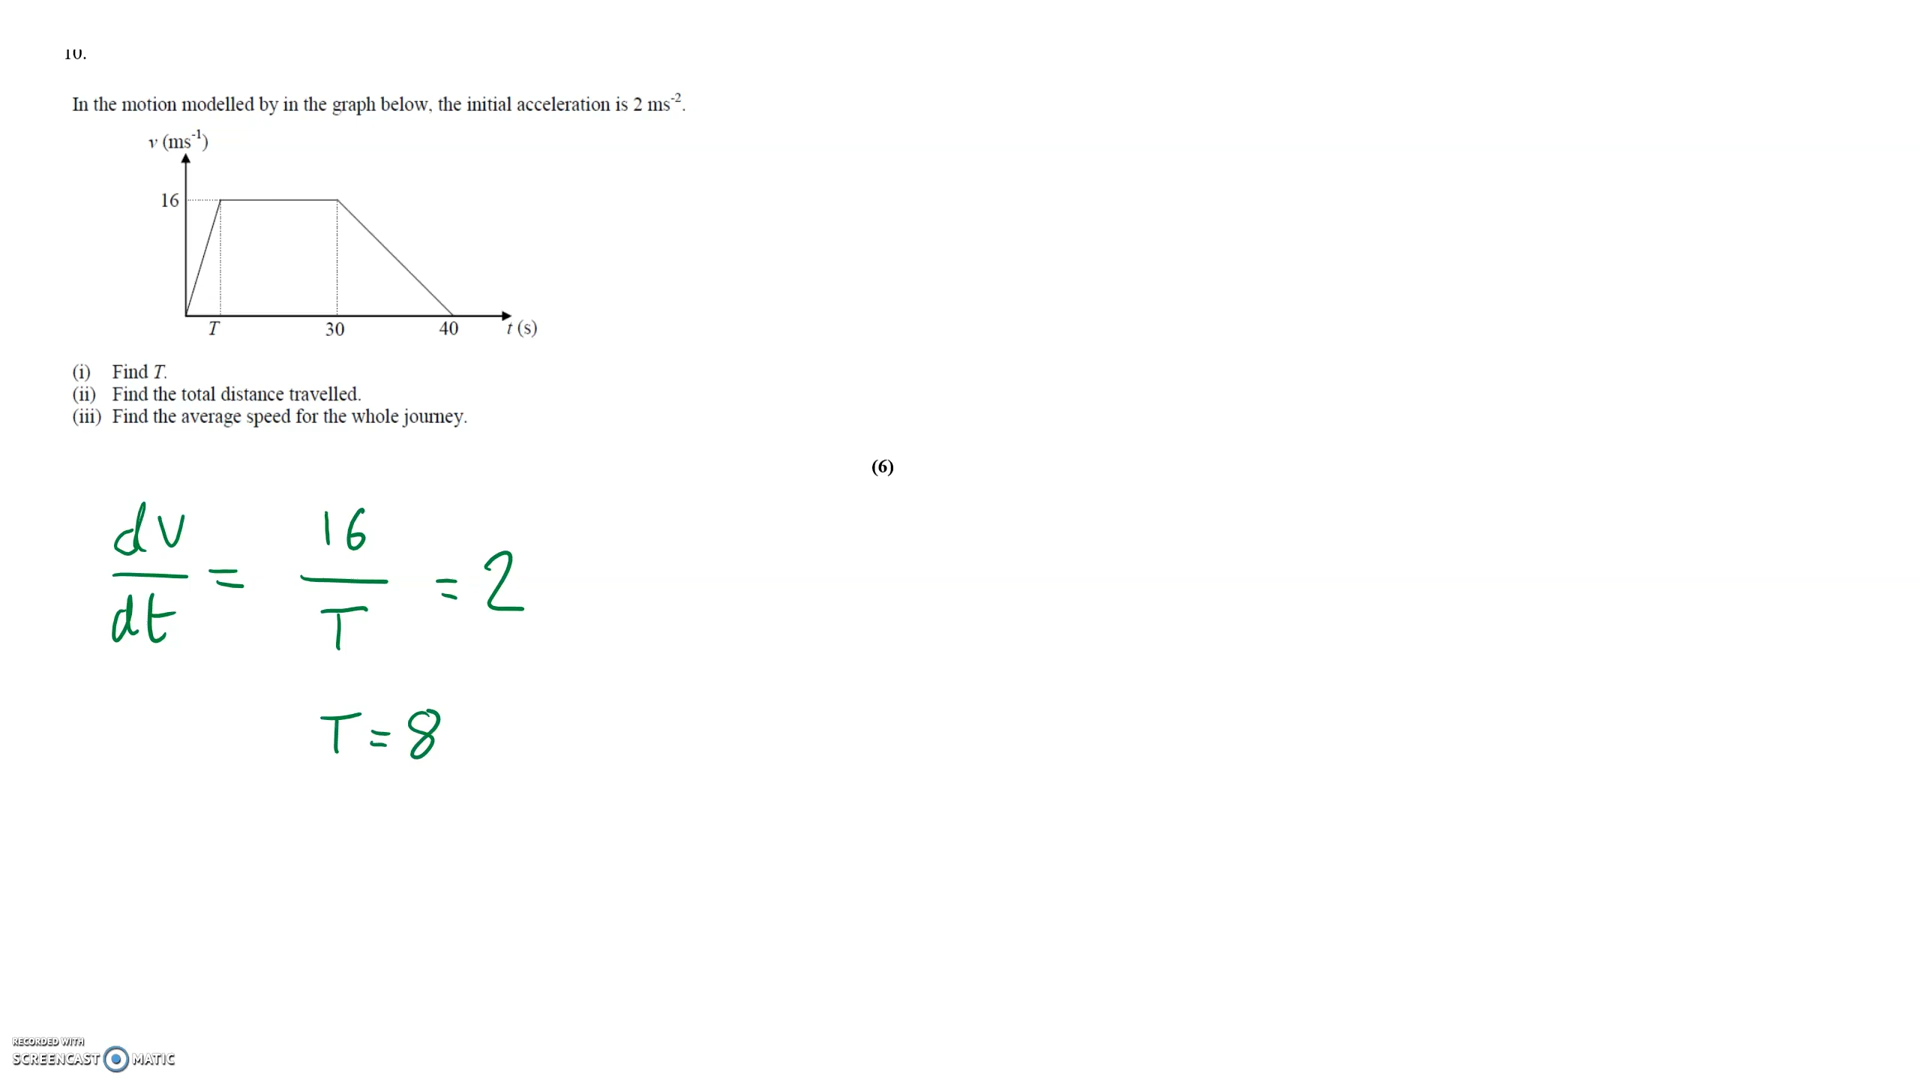 10.
In the motion modelled by in the graph below, the initial acceleration is 2 ms⁻².
v (ms⁻¹)
16
T 30 40 t (s)
(i) Find T.
(ii) Find the total distance travelled.
(iii) Find the average speed for the whole journey.
(6)
dv/dt = 16/T = 2
T = 8
RECORDED WITH
SCREENCAST MATIC